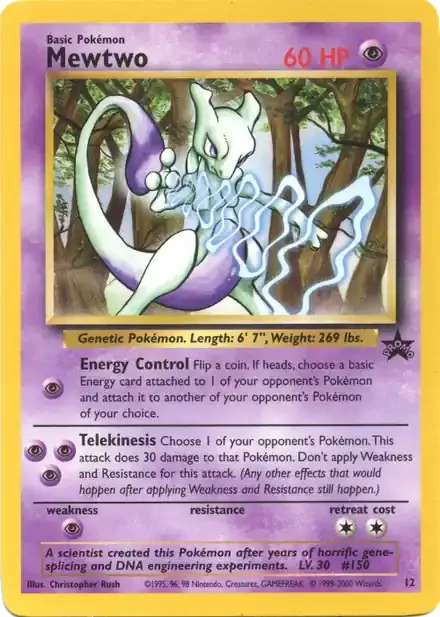 Basic Pokémon
Mewtwo 60 HP
Genetic Pokémon. Length: 6' 7", Weight: 269 lbs.
PROMO
Energy Control Flip a coin. If heads, choose a basic
Energy card attached to 1 of your opponent's Pokémon
and attach it to another of your opponent's Pokémon
of your choice.
Telekinesis Choose 1 of your opponent's Pokémon. This
attack does 30 damage to that Pokémon. Don't apply Weakness
and Resistance for this attack. (Any other effects that would
happen after applying Weakness and Resistance still happen.)
weakness resistance retreat cost
A scientist created this Pokémon after years of horrific gene-
splicing and DNA engineering experiments. LV. 30 #150
Illus. Christopher Rush ©1995, 96, 98 Nintendo, Creatures, GAMEFREAK. © 1999-2000 Wizards. 12